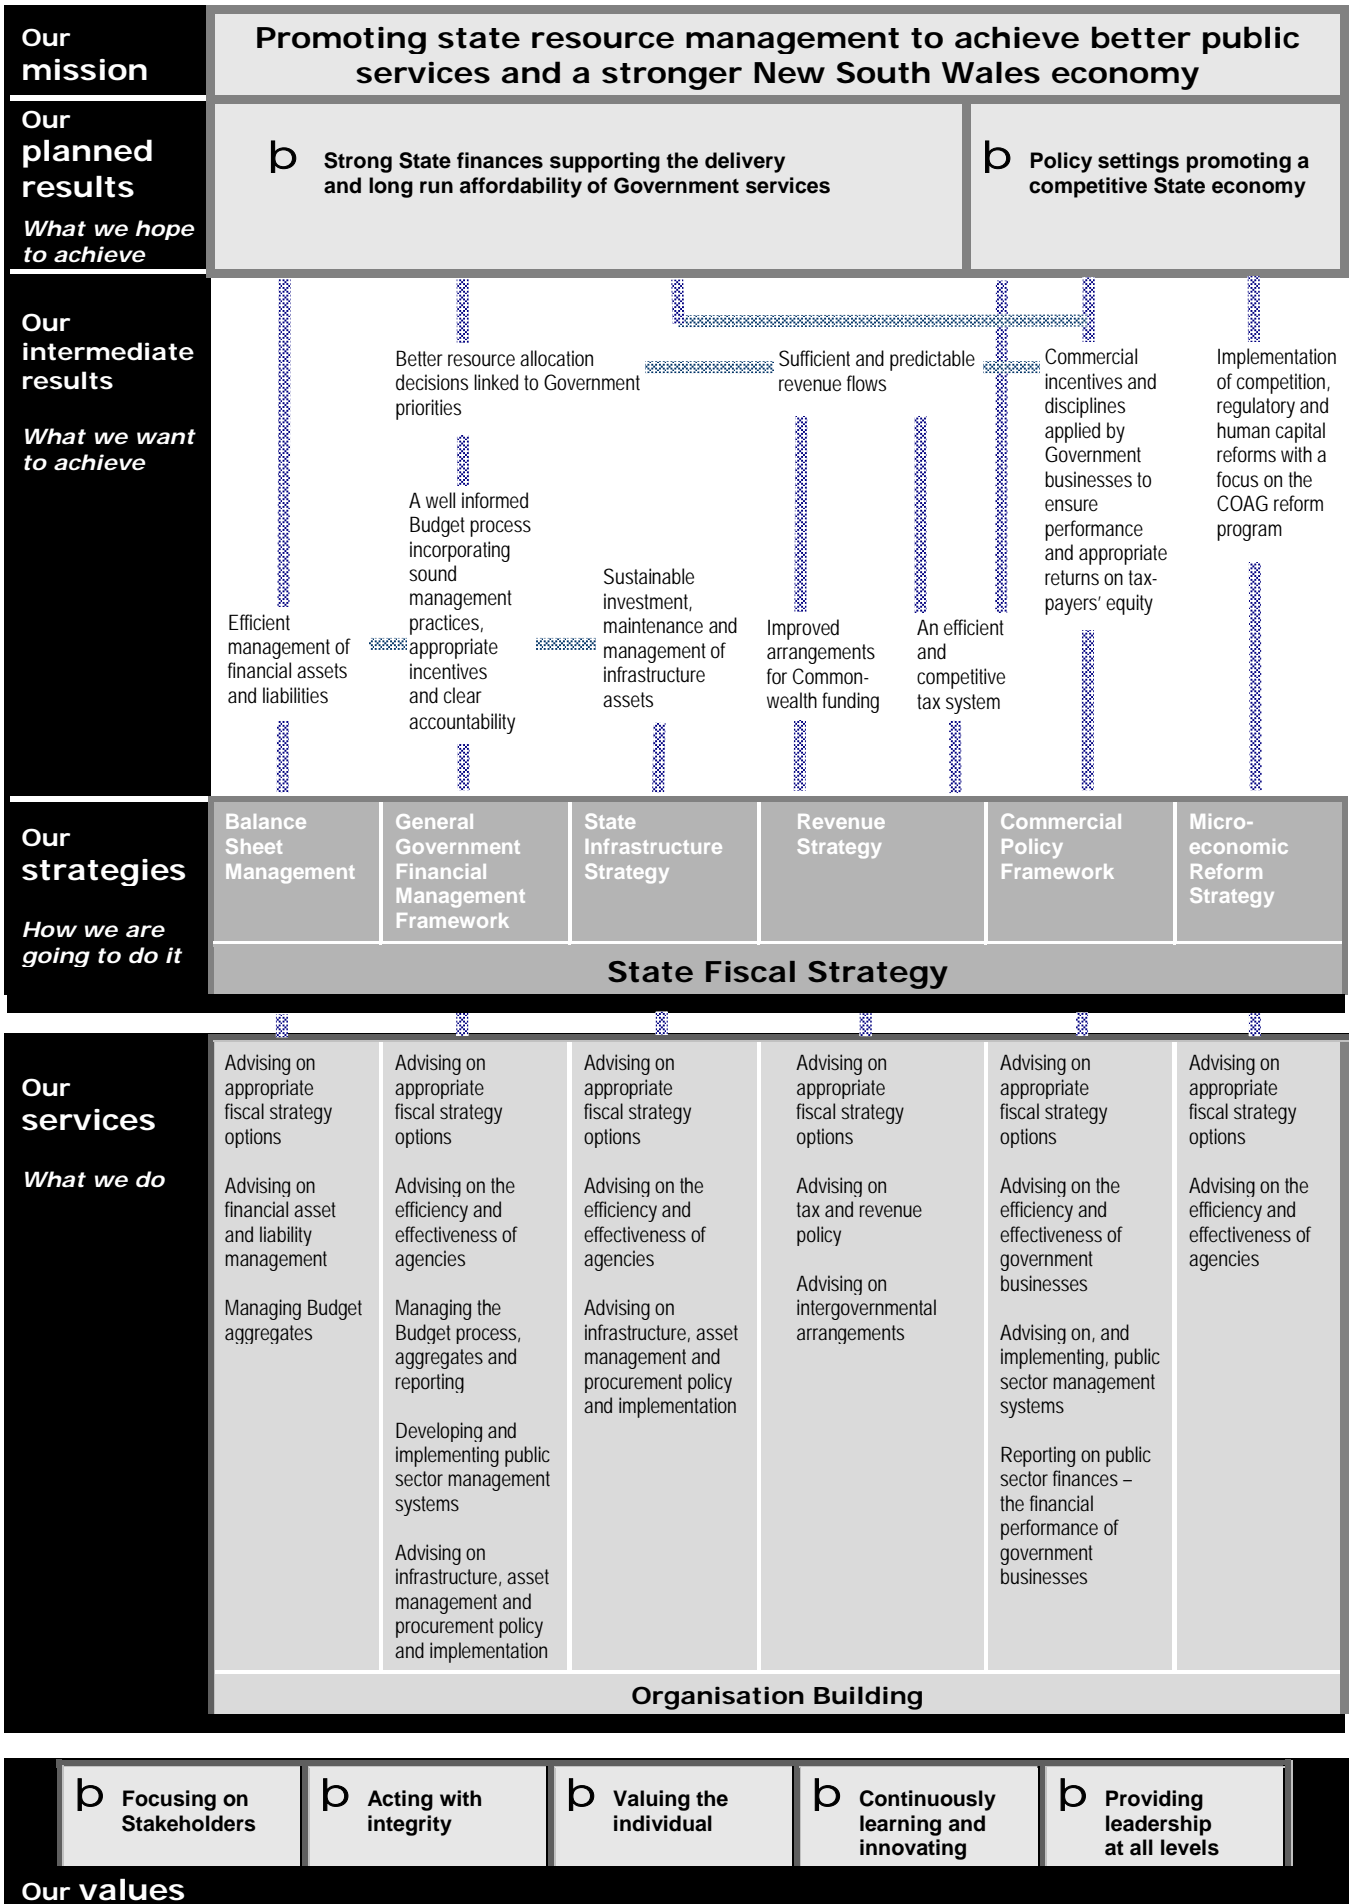 Our
mission
Promoting state resource management to achieve better public
services and a stronger New South Wales economy
Our
planned
results
What we hope
to achieve
þ Strong State finances supporting the delivery
and long run affordability of Government services
þ Policy settings promoting a
competitive State economy
Our
intermediate
results
What we want
to achieve
Better resource allocation
decisions linked to Government
priorities
Sufficient and predictable
revenue flows
Commercial
incentives and
disciplines
applied by
Government
businesses to
ensure
performance
and appropriate
returns on tax-
payers’ equity
Implementation
of competition,
regulatory and
human capital
reforms with a
focus on the
COAG reform
program
A well informed
Budget process
incorporating
sound
management
practices,
appropriate
incentives
and clear
accountability
Efficient
management of
financial assets
and liabilities
Sustainable
investment,
maintenance and
management of
infrastructure
assets
Improved
arrangements
for Common-
wealth funding
An efficient
and
competitive
tax system
Our
strategies
How we are
going to do it
Balance
Sheet
Management
General
Government
Financial
Management
Framework
State
Infrastructure
Strategy
Revenue
Strategy
Commercial
Policy
Framework
Micro-
economic
Reform
Strategy
State Fiscal Strategy
Our
services
What we do
Advising on
appropriate
fiscal strategy
options
Advising on
financial asset
and liability
management
Managing Budget
aggregates
Advising on
appropriate
fiscal strategy
options
Advising on the
efficiency and
effectiveness of
agencies
Managing the
Budget process,
aggregates and
reporting
Developing and
implementing public
sector management
systems
Advising on
infrastructure, asset
management and
procurement policy
and implementation
Advising on
appropriate
fiscal strategy
options
Advising on the
efficiency and
effectiveness of
agencies
Advising on
infrastructure, asset
management and
procurement policy
and implementation
Advising on
appropriate
fiscal strategy
options
Advising on
tax and revenue
policy
Advising on
intergovernmental
arrangements
Advising on
appropriate
fiscal strategy
options
Advising on the
efficiency and
effectiveness of
government
businesses
Advising on, and
implementing, public
sector management
systems
Reporting on public
sector finances –
the financial
performance of
government
businesses
Advising on
appropriate
fiscal strategy
options
Advising on the
efficiency and
effectiveness of
agencies
Organisation Building
þ Focusing on
Stakeholders
þ Acting with
integrity
þ Valuing the
individual
þ Continuously
learning and
innovating
þ Providing
leadership
at all levels
Our values